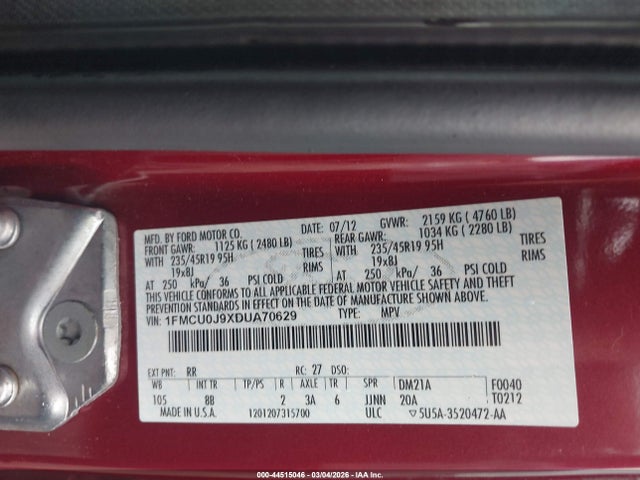 MFD. BY FORD MOTOR CO. DATE: 07/12 GVWR: 2159 KG ( 4760 LB)
FRONT GAWR: 1125 KG ( 2480 LB) REAR GAWR: 1034 KG ( 2280 LB)
WITH 235/45R19 95H TIRES WITH 235/45R19 95H TIRES
19x8J RIMS 19x8J RIMS
AT 250 kPa/ 36 PSI COLD AT 250 kPa/ 36 PSI COLD
THIS VEHICLE CONFORMS TO ALL APPLICABLE FEDERAL MOTOR VEHICLE SAFETY AND THEFT
PREVENTION STANDARDS IN EFFECT ON THE DATE OF MANUFACTURE SHOWN ABOVE.
VIN: 1FMCU0J9XDUA70629 TYPE: MPV
EXT PNT: RR RC: 27 DSO:
WB INT TR TP/PS R AXLE TR SPR DM21A F0040
105 8B 2 3A 6 JJNN 20A T0212
MADE IN U.S.A. 1201207315700 ULC ▽5U5A-3520472-AA
000-44515046 - 03/04/2026 - IAA Inc.